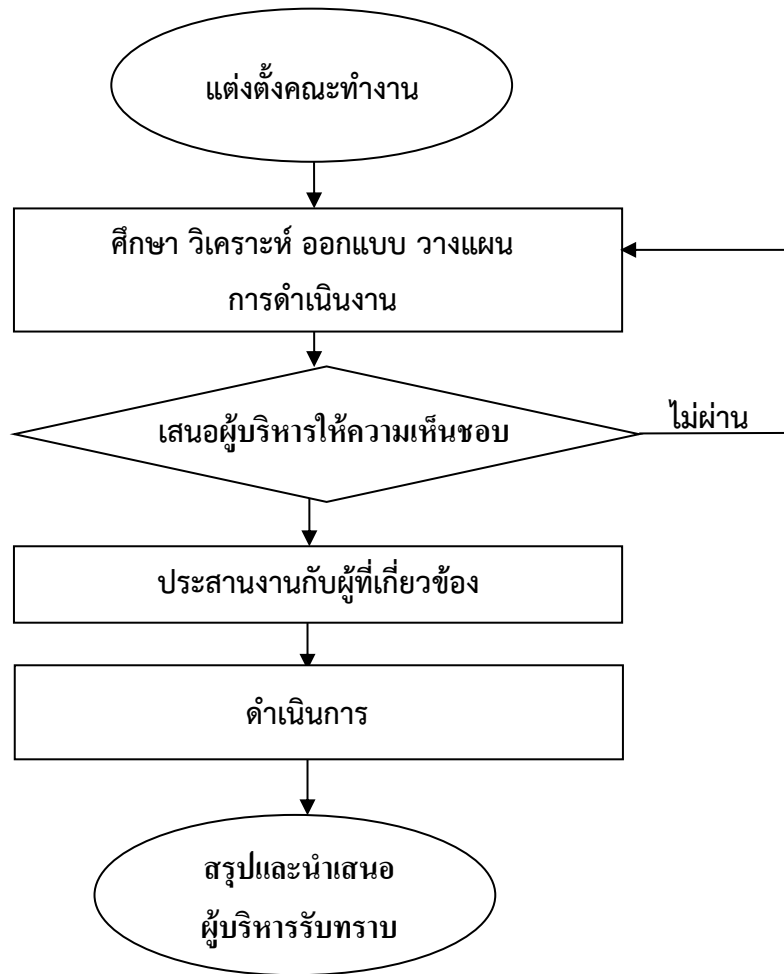 แต่งตั้งคณะทำงาน
ศึกษา วิเคราะห์ ออกแบบ วางแผน
การดำเนินงาน
เสนอผู้บริหารให้ความเห็นชอบ
ไม่ผ่าน
ประสานงานกับผู้ที่เกี่ยวข้อง
ดำเนินการ
สรุปและนำเสนอ
ผู้บริหารรับทราบ